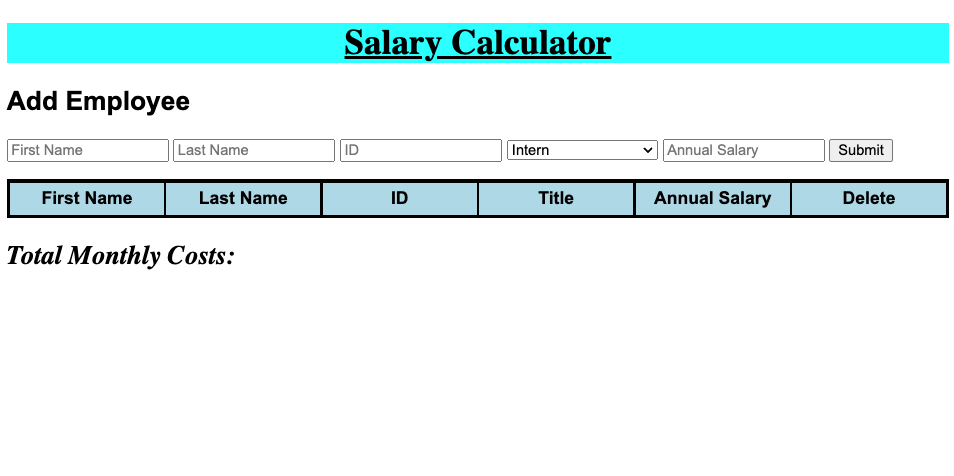 Salary Calculator
Add Employee
First Name Last Name ID Intern Annual Salary Submit
First Name Last Name ID Title Annual Salary Delete
Total Monthly Costs: